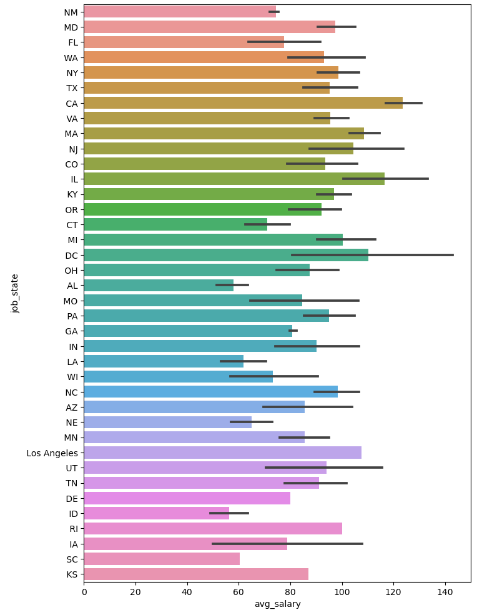 NM
MD
FL
WA
NY
TX
CA
VA
MA
NJ
CO
IL
KY
OR
CT
MI
DC
OH
AL
MO
PA
GA
IN
LA
WI
NC
AZ
NE
MN
Los Angeles
UT
TN
DE
ID
RI
IA
SC
KS
job_state
0 20 40 60 80 100 120 140
avg_salary